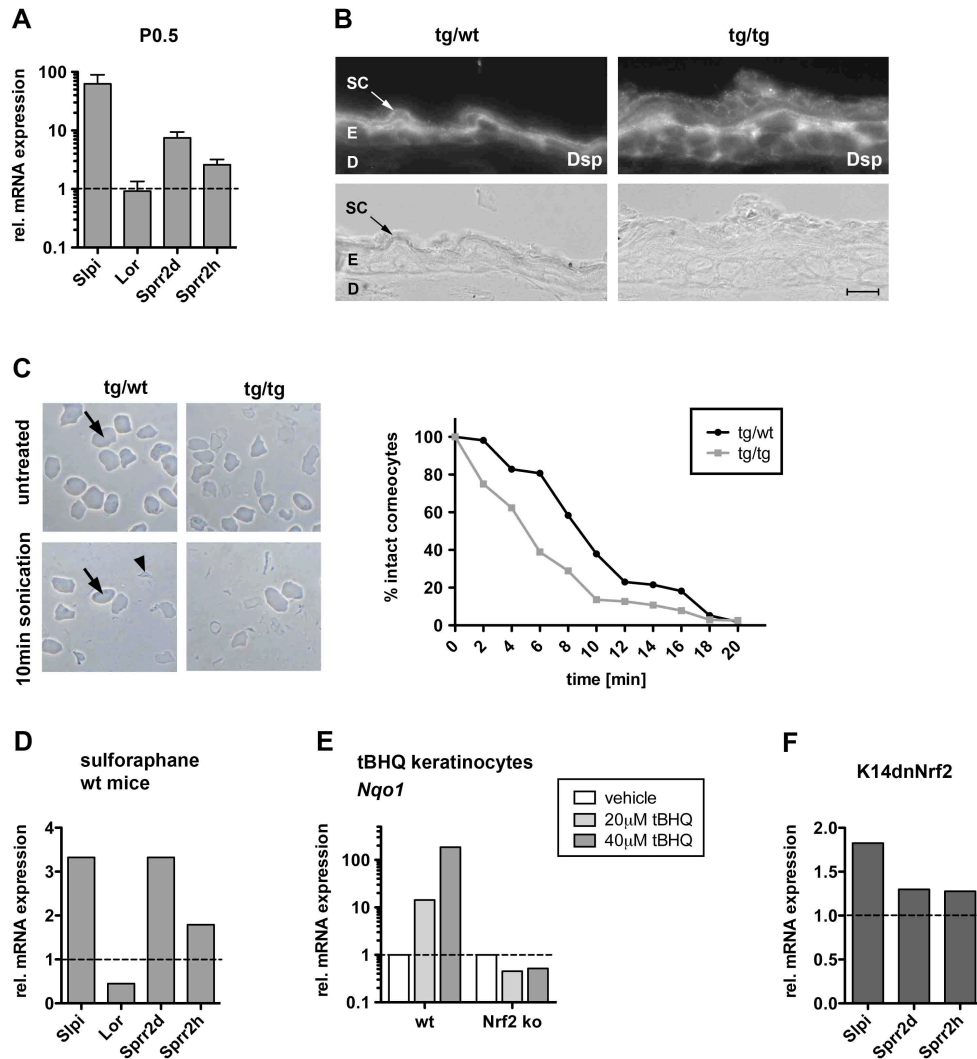 A
P0.5
rel. mRNA expression
100
10
1
0.1
Slpi
Lor
Sprr2d
Sprr2h
B
tg/wt
tg/tg
SC
E
D
Dsp
Dsp
SC
E
D
C
tg/wt
tg/tg
untreated
10min sonication
% intact corneocytes
100
80
60
40
20
0
0 2 4 6 8 10 12 14 16 18 20
time [min]
tg/wt
tg/tg
D
sulforaphane
wt mice
rel. mRNA expression
4
3
2
1
0
Slpi
Lor
Sprr2d
Sprr2h
E
tBHQ keratinocytes
Nqo1
vehicle
20µM tBHQ
40µM tBHQ
rel. mRNA expression
100
10
1
0.1
wt
Nrf2 ko
F
K14dnNrf2
rel. mRNA expression
2.0
1.5
1.0
0.5
0.0
Slpi
Sprr2d
Sprr2h